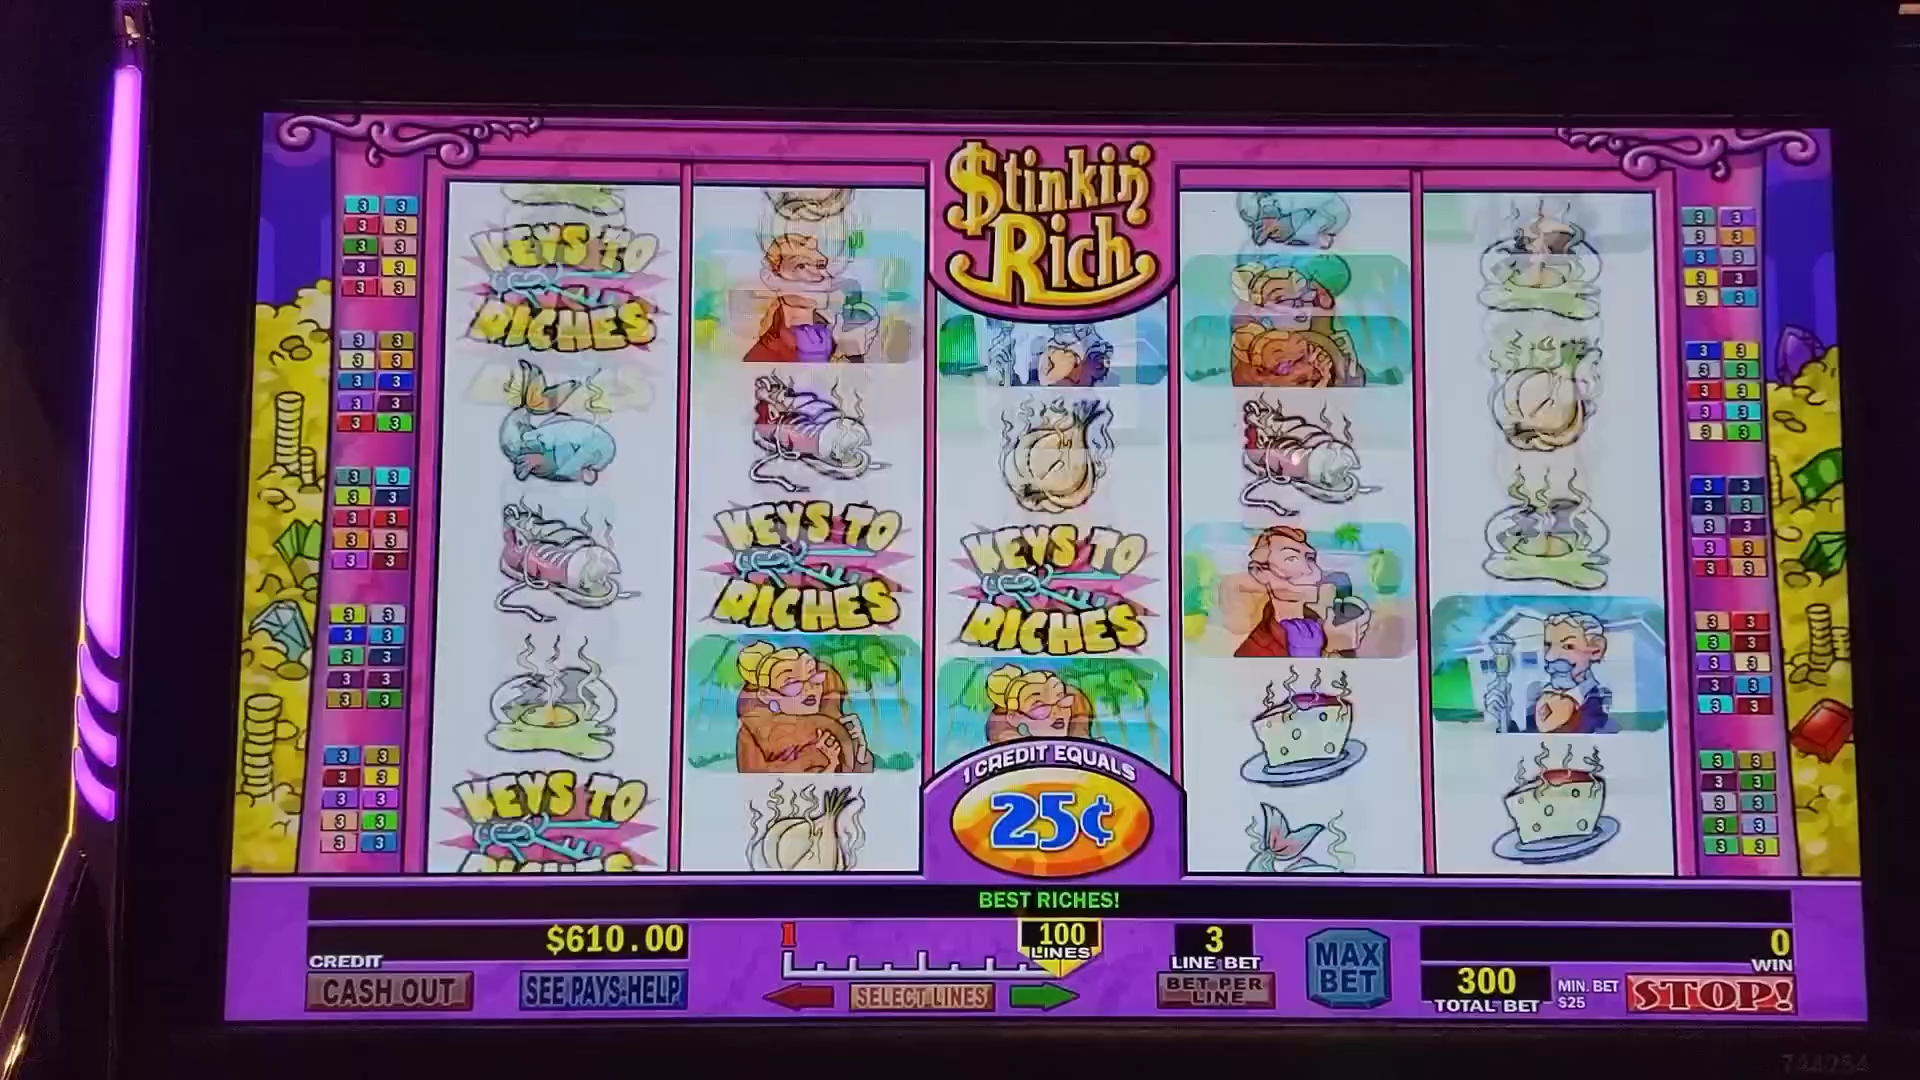 $tinkin'
Rich
KEYS TO
RICHES
KEYS TO
RICHES
KEYS TO
RICHES
KEYS TO
RICHES
1 CREDIT EQUALS
25¢
BEST RICHES!
$610.00
CREDIT
CASH OUT
SEE PAYS-HELP
1
100
LINES
SELECT LINES
3
LINE BET
BET PER
LINE
MAX
BET
0
WIN
300
TOTAL BET
MIN. BET
$25
STOP!
744254